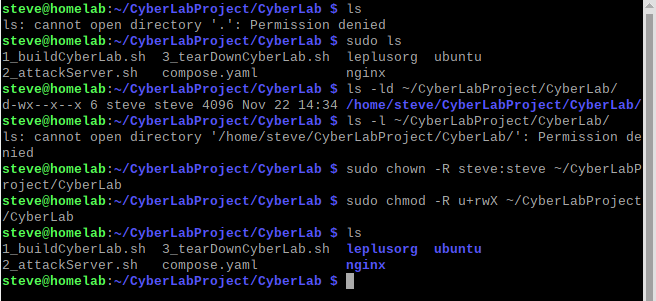 steve@homelab:~/CyberLabProject/CyberLab $ ls
ls: cannot open directory '.': Permission denied
steve@homelab:~/CyberLabProject/CyberLab $ sudo ls
1_buildCyberLab.sh  3_tearDownCyberLab.sh  leplusorg  ubuntu
2_attackServer.sh   compose.yaml           nginx
steve@homelab:~/CyberLabProject/CyberLab $ ls -ld ~/CyberLabProject/CyberLab/
d-wx--x--x 6 steve steve 4096 Nov 22 14:34 /home/steve/CyberLabProject/CyberLab/
steve@homelab:~/CyberLabProject/CyberLab $ ls -l ~/CyberLabProject/CyberLab/
ls: cannot open directory '/home/steve/CyberLabProject/CyberLab/': Permission de
nied
steve@homelab:~/CyberLabProject/CyberLab $ sudo chown -R steve:steve ~/CyberLabP
roject/CyberLab
steve@homelab:~/CyberLabProject/CyberLab $ sudo chmod -R u+rwX ~/CyberLabProject
/CyberLab
steve@homelab:~/CyberLabProject/CyberLab $ ls
1_buildCyberLab.sh  3_tearDownCyberLab.sh  leplusorg  ubuntu
2_attackServer.sh   compose.yaml           nginx
steve@homelab:~/CyberLabProject/CyberLab $